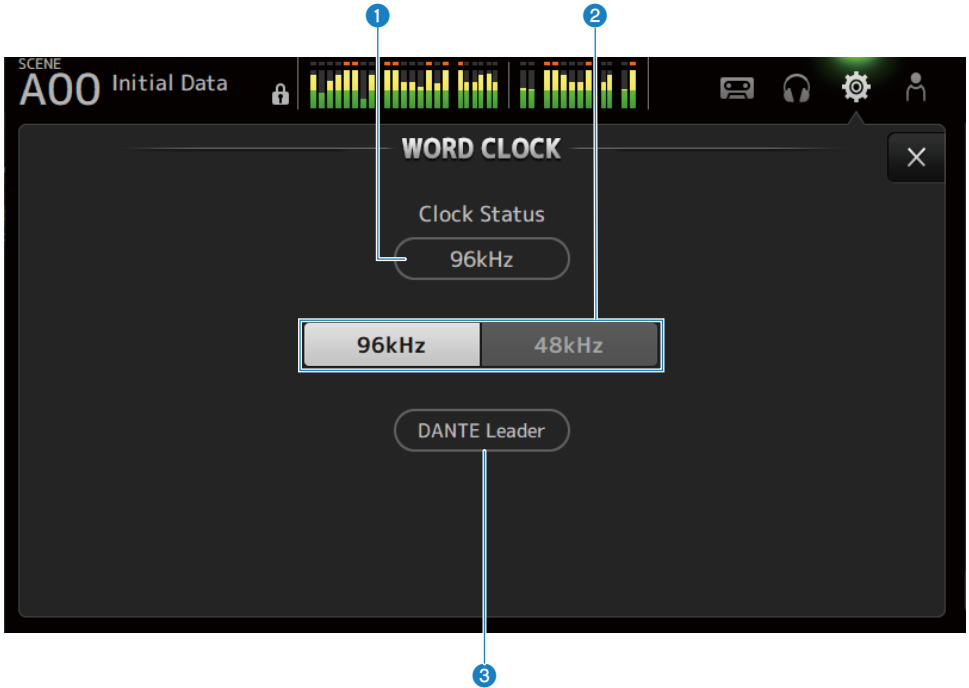 1 2
SCENE
A00 Initial Data
WORD CLOCK
Clock Status
96kHz
96kHz 48kHz
DANTE Leader
3